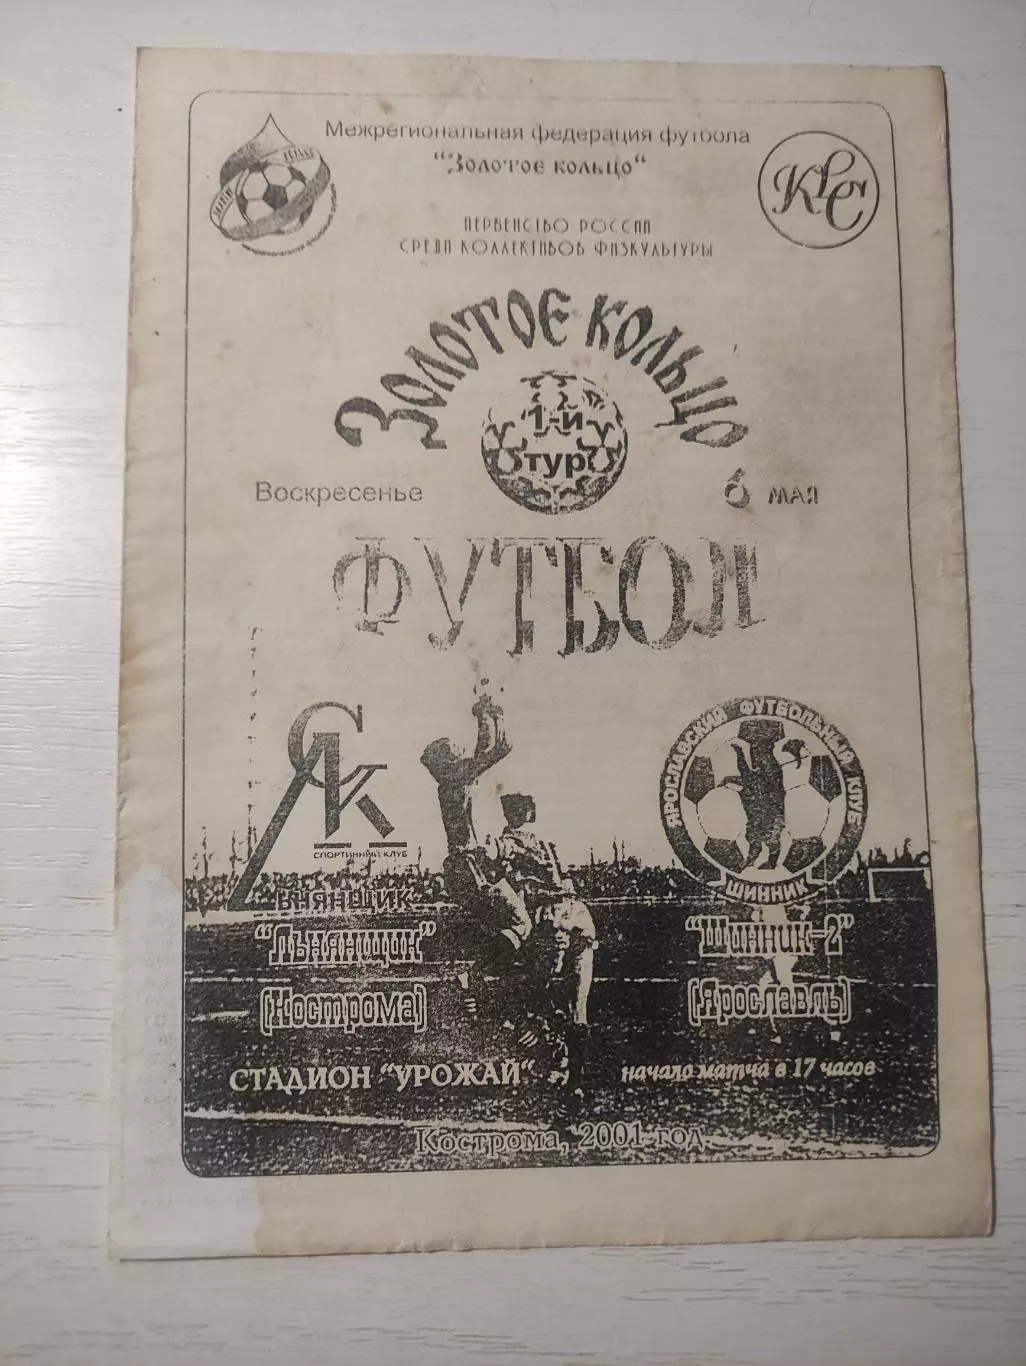 Межрегиональная федерация футбола
"Золотое кольцо"
КЛС
ПЕРВЕНСТВО РОССИИ
СРЕДИ КОЛЛЕКТИВОВ ФИЗКУЛЬТУРЫ
ЗОЛОТОЕ КОЛЬЦО
1-й
тур
Воскресенье
6 МАЯ
ФУТБОЛ
СК
СПОРТИВНЫЙ КЛУБ
ЯРОСЛАВСКИЙ ФУТБОЛЬНЫЙ КЛУБ
ШИННИК
"Льнянщик"
(Кострома)
"Шинник-2"
(Ярославль)
СТАДИОН "УРОЖАЙ"
начало матча в 17 часов
Кострома, 2001 год